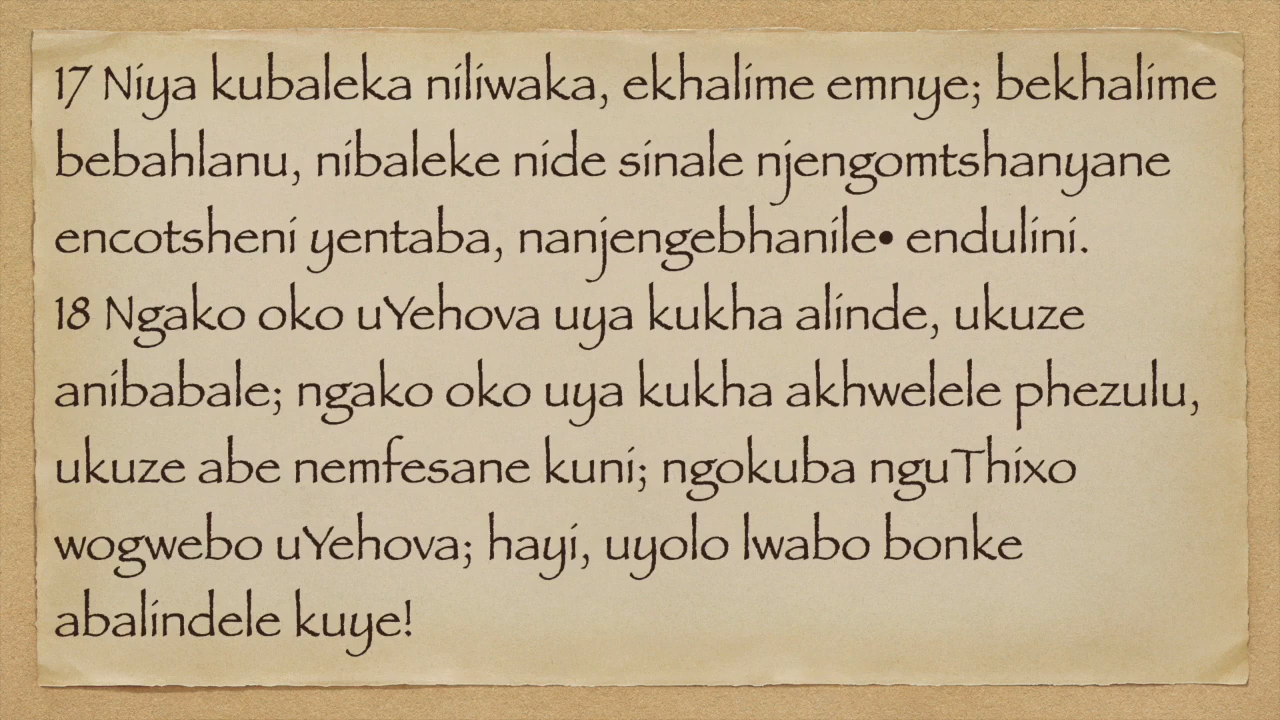 17 Niya kubaleka niliwaka, ekhalime emnye; bekhalime
bebahlanu, nibaleke nide sinale njengomtshanyane
encotsheni yentaba, nanjengebhanile• endulini.
18 Ngako oko uYehova uya kukha alinde, ukuze
anibabale; ngako oko uya kukha akhwelele phezulu,
ukuze abe nemfesane kuni; ngokuba nguThixo
wogwebo uYehova; hayi, uyolo lwabo bonke
abalindele kuye!